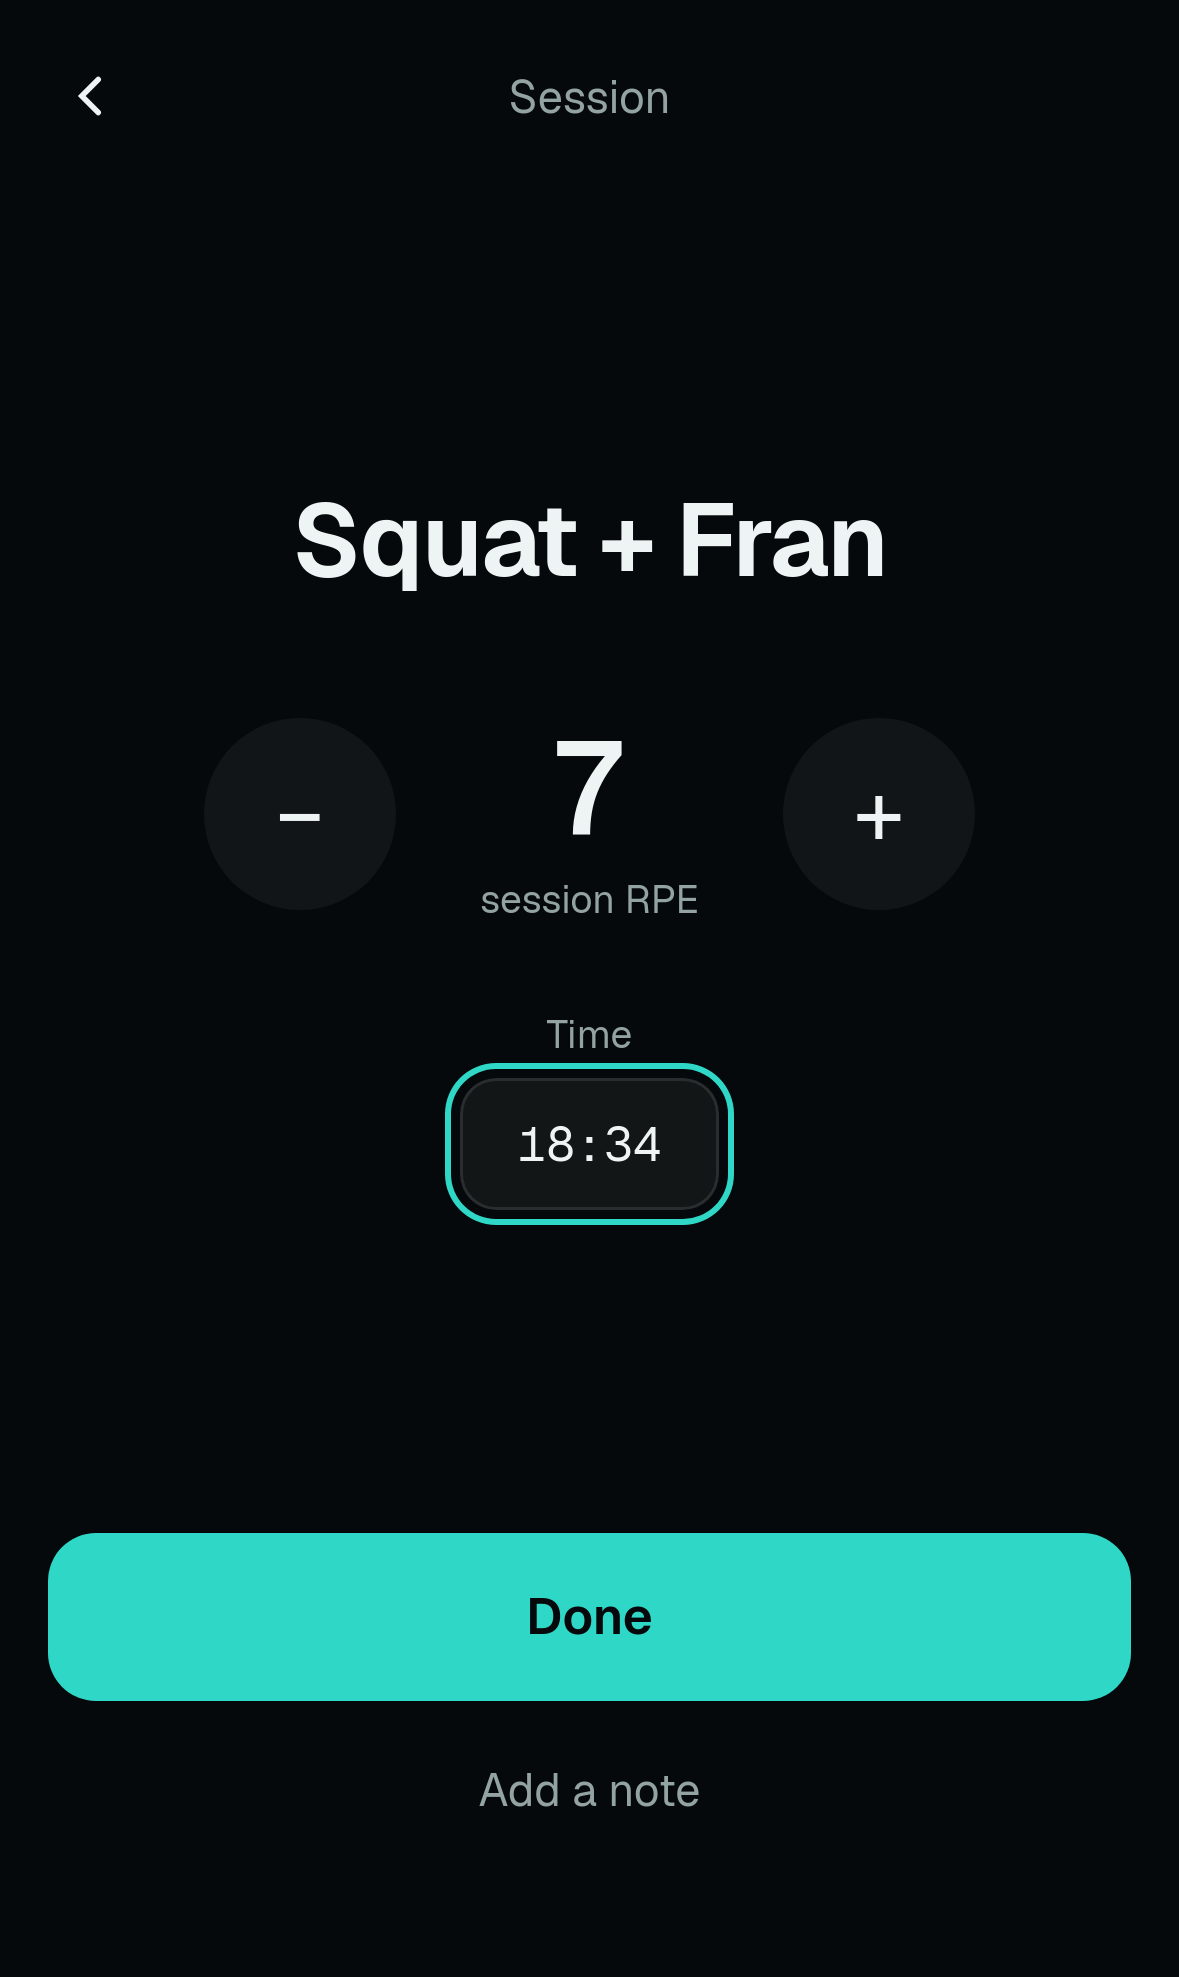 Session
Squat + Fran
− 7 +
session RPE
Time
18:34
Done
Add a note